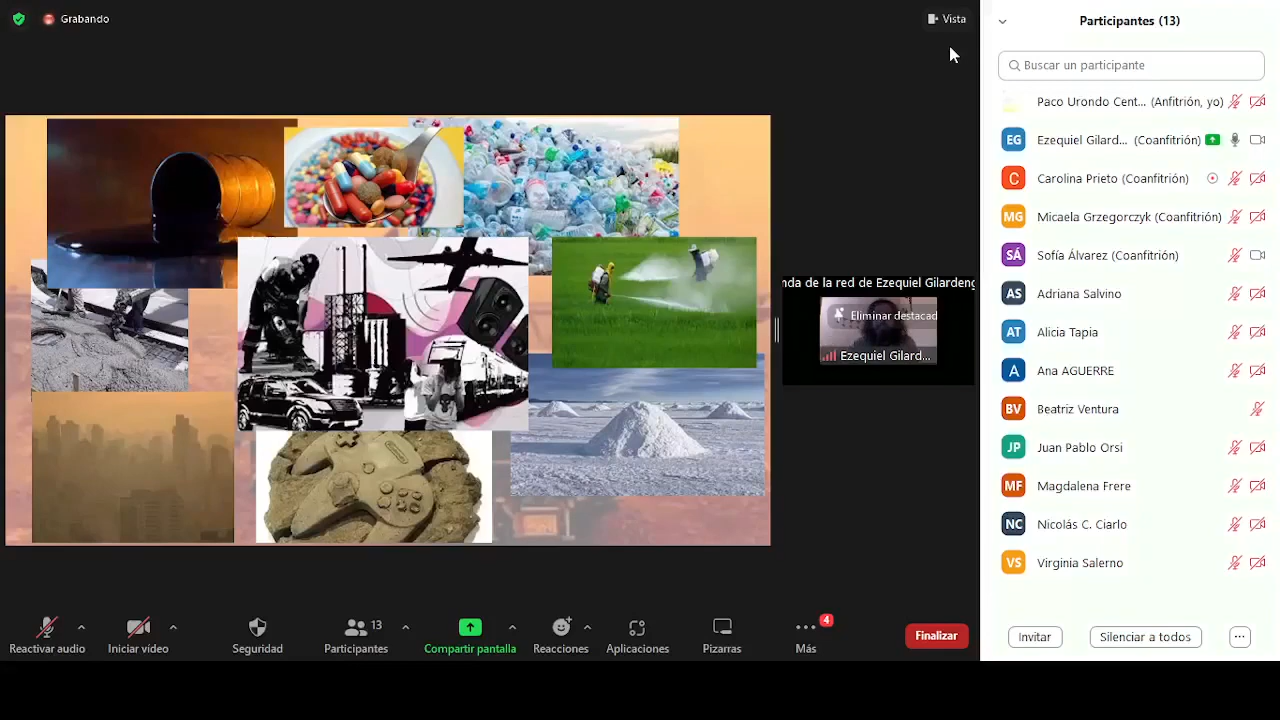 Grabando
Vista
nda de la red de Ezequiel Gilardeng
Eliminar destacad
Ezequiel Gilard...
Participantes (13)
Buscar un participante
Paco Urondo Cent... (Anfitrión, yo)
EG Ezequiel Gilard... (Coanfitrión)
C Carolina Prieto (Coanfitrión)
MG Micaela Grzegorczyk (Coanfitrión)
SÁ Sofía Álvarez (Coanfitrión)
AS Adriana Salvino
AT Alicia Tapia
A Ana AGUERRE
BV Beatriz Ventura
JP Juan Pablo Orsi
MF Magdalena Frere
NC Nicolás C. Ciarlo
VS Virginia Salerno
Invitar
Silenciar a todos
...
Reactivar audio
Iniciar vídeo
Seguridad
13
Participantes
Compartir pantalla
Reacciones
Aplicaciones
Pizarras
4
Más
Finalizar